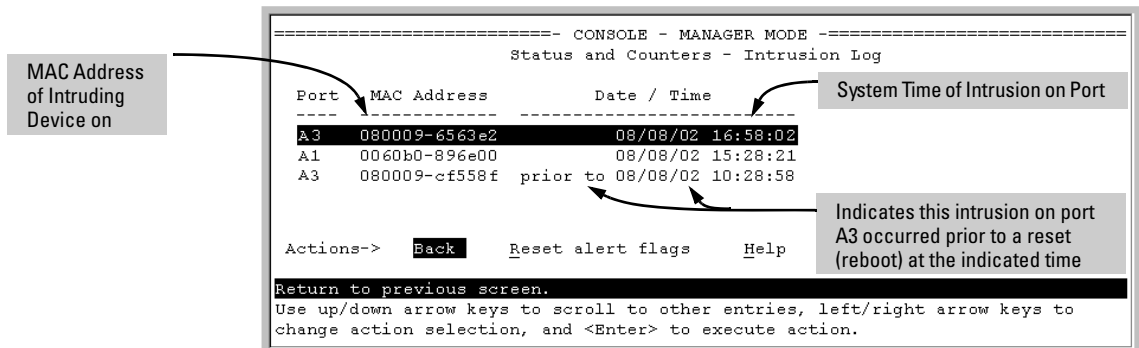 ==========================- CONSOLE - MANAGER MODE -============================
Status and Counters - Intrusion Log
MAC Address
of Intruding
Device on
System Time of Intrusion on Port
Port MAC Address Date / Time
---- ------------- --------------------------
A3 080009-6563e2 08/08/02 16:58:02
A1 0060b0-896e00 08/08/02 15:28:21
A3 080009-cf558f prior to 08/08/02 10:28:58
Indicates this intrusion on port
A3 occurred prior to a reset
(reboot) at the indicated time
Actions-> Back Reset alert flags Help
Return to previous screen.
Use up/down arrow keys to scroll to other entries, left/right arrow keys to
change action selection, and <Enter> to execute action.